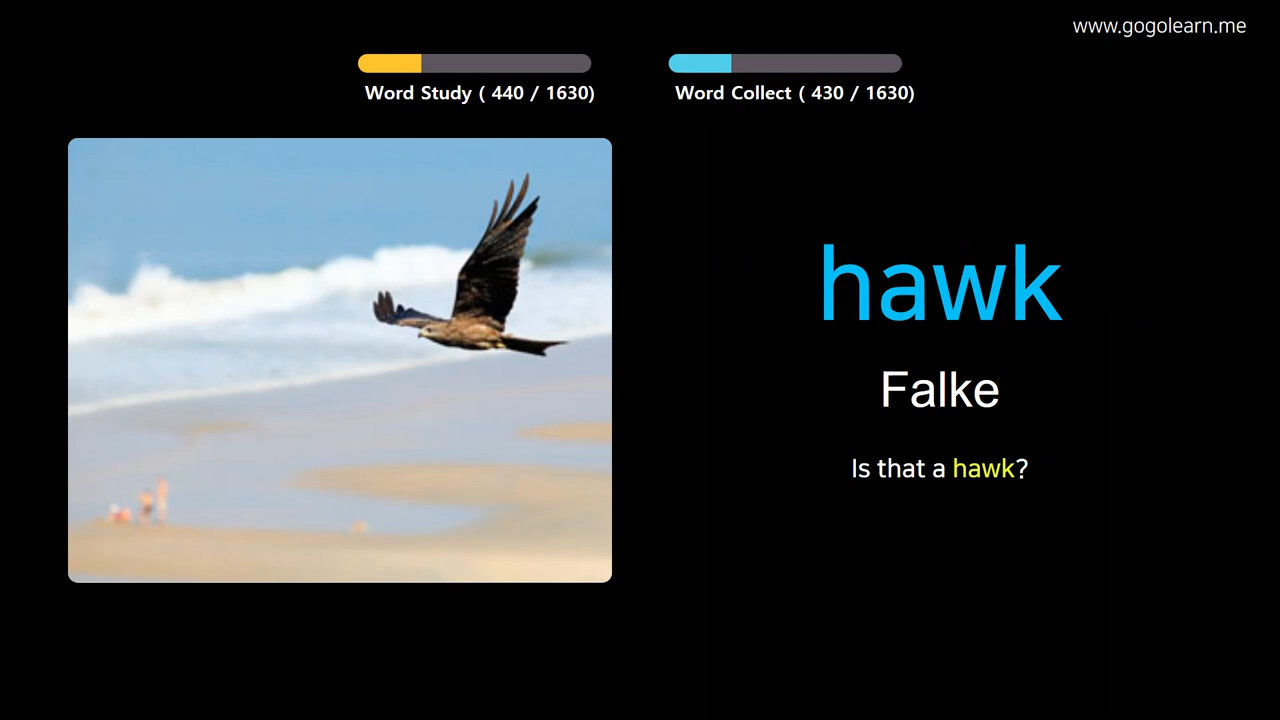 www.gogolearn.me
Word Study ( 440 / 1630)
Word Collect ( 430 / 1630)
hawk
Falke
Is that a hawk?